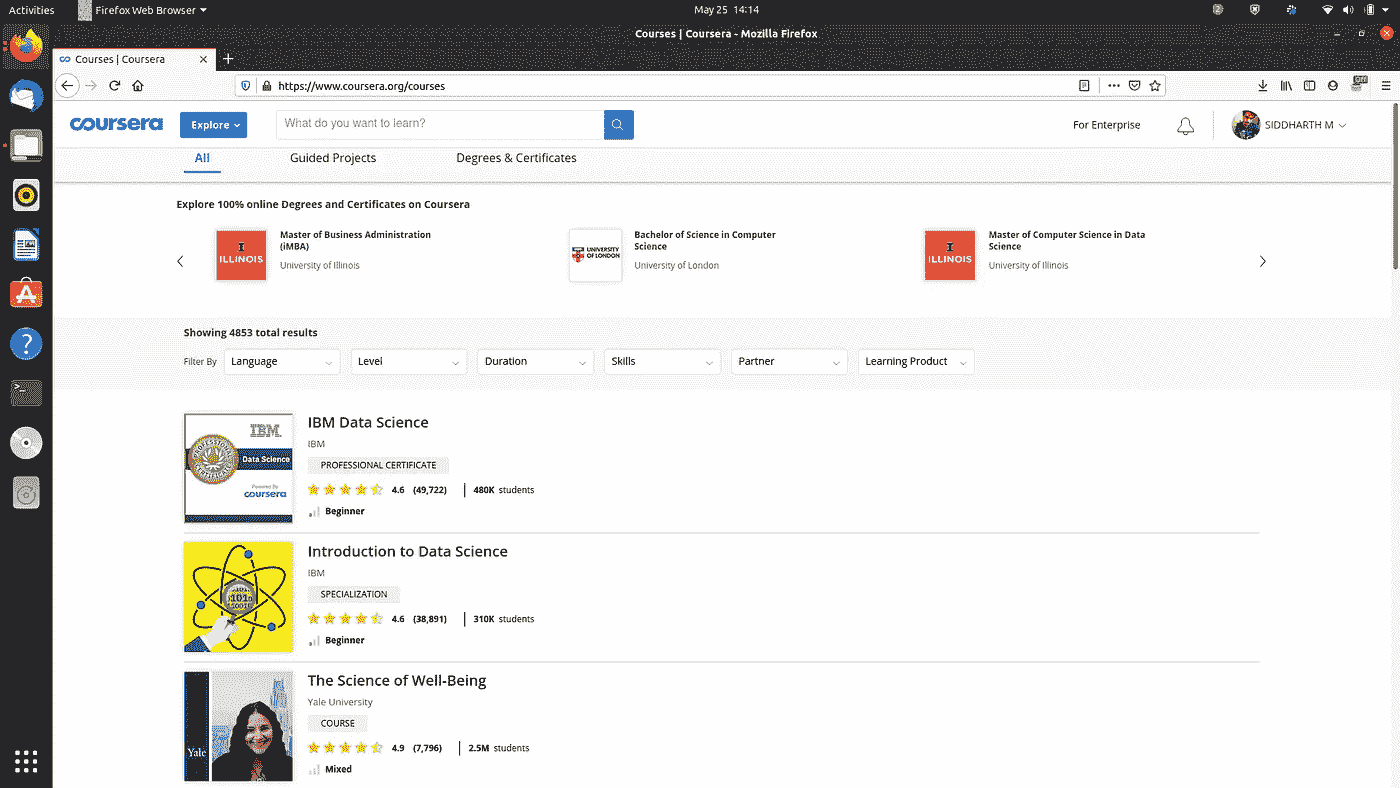 Activities
Firefox Web Browser
May 25 14:14
Courses | Coursera - Mozilla Firefox
Courses | Coursera
https://www.coursera.org/courses
coursera
Explore
What do you want to learn?
For Enterprise
SIDDHARTH M
All
Guided Projects
Degrees & Certificates
Explore 100% online Degrees and Certificates on Coursera
I
ILLINOIS
Master of Business Administration
(iMBA)
University of Illinois
UNIVERSITY
OF LONDON
Bachelor of Science in Computer
Science
University of London
I
ILLINOIS
Master of Computer Science in Data
Science
University of Illinois
Showing 4853 total results
Filter By
Language
Level
Duration
Skills
Partner
Learning Product
IBM
Data Science
Powered By
coursera
IBM Data Science
IBM
PROFESSIONAL CERTIFICATE
4.6 (49,722) | 480K students
Beginner
Introduction to Data Science
IBM
SPECIALIZATION
4.6 (38,891) | 310K students
Beginner
Yale
The Science of Well-Being
Yale University
COURSE
4.9 (7,796) | 2.5M students
Mixed